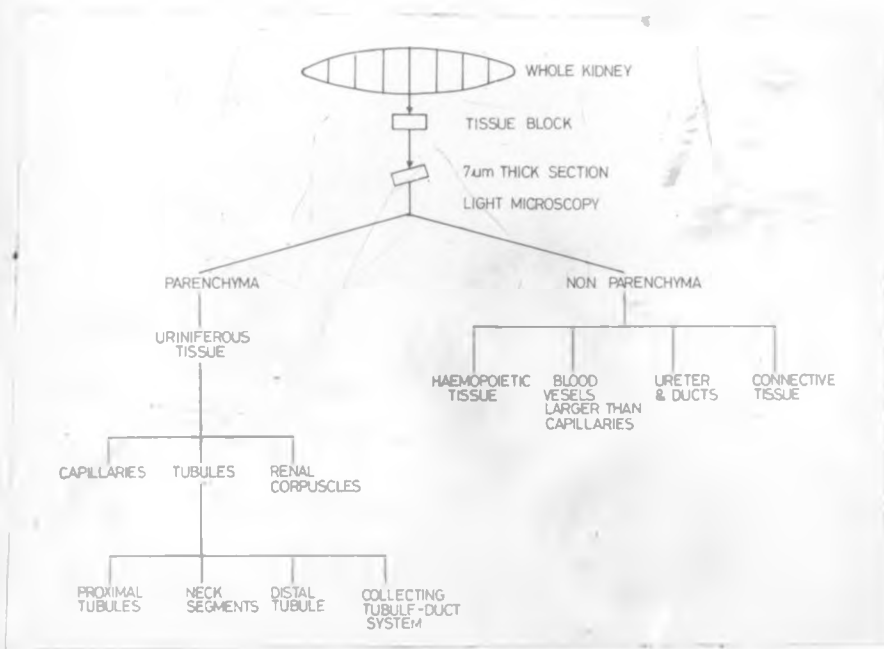 WHOLE KIDNEY
TISSUE BLOCK
7um THICK SECTION
LIGHT MICROSCOPY
PARENCHYMA
NON PARENCHYMA
URINIFEROUS
TISSUE
HAEMOPOIETIC
TISSUE
BLOOD
VESSELS
LARGER THAN
CAPILLARIES
URETER
& DUCTS
CONNECTIVE
TISSUE
CAPILLARIES
TUBULES
RENAL
CORPUSCLES
PROXIMAL
TUBULES
NECK
SEGMENTS
DISTAL
TUBULE
COLLECTING
TUBULE-DUCT
SYSTEM